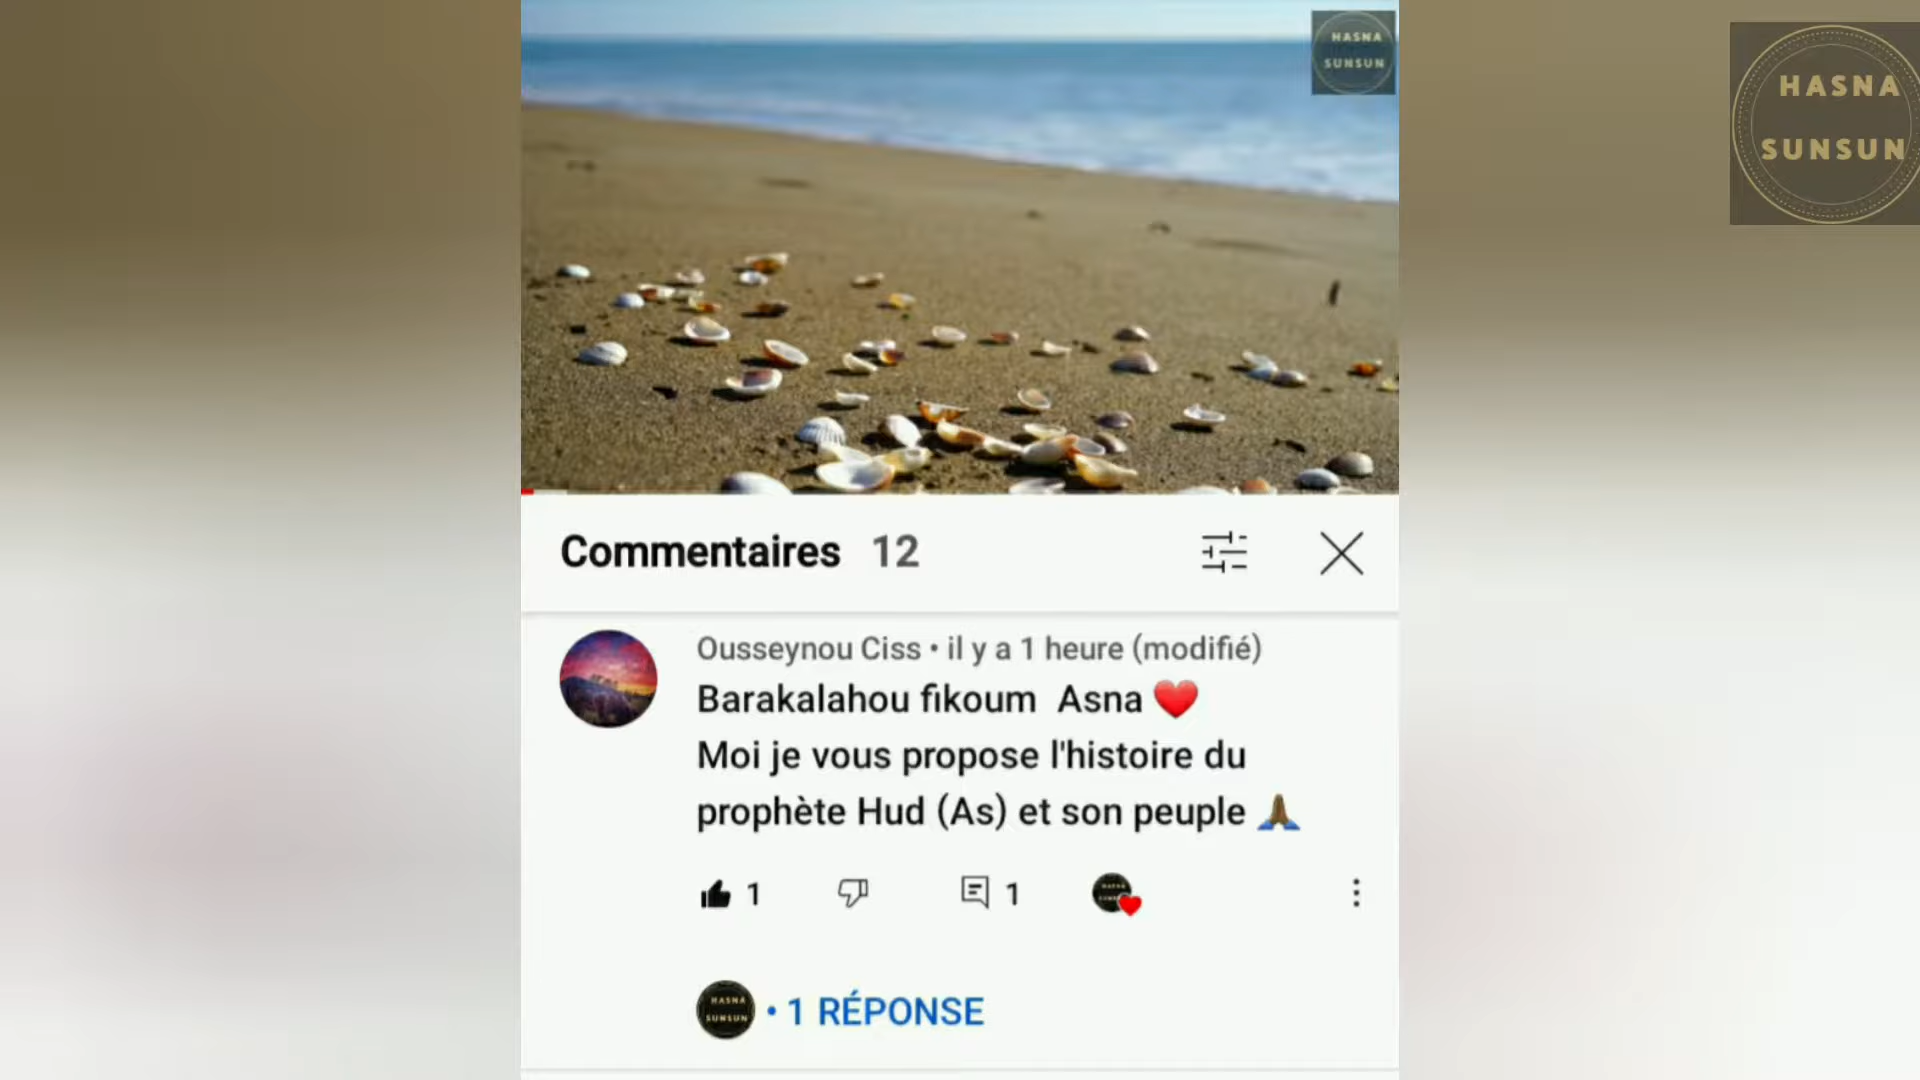 HASNA
SUNSUN
HASNA
SUNSUN
Commentaires 12
Ousseynou Ciss • il y a 1 heure (modifié)
Barakalahou fikoum Asna ❤️
Moi je vous propose l'histoire du
prophète Hud (As) et son peuple 🙏🏾
1
1
HASNA
SUNSUN
• 1 RÉPONSE